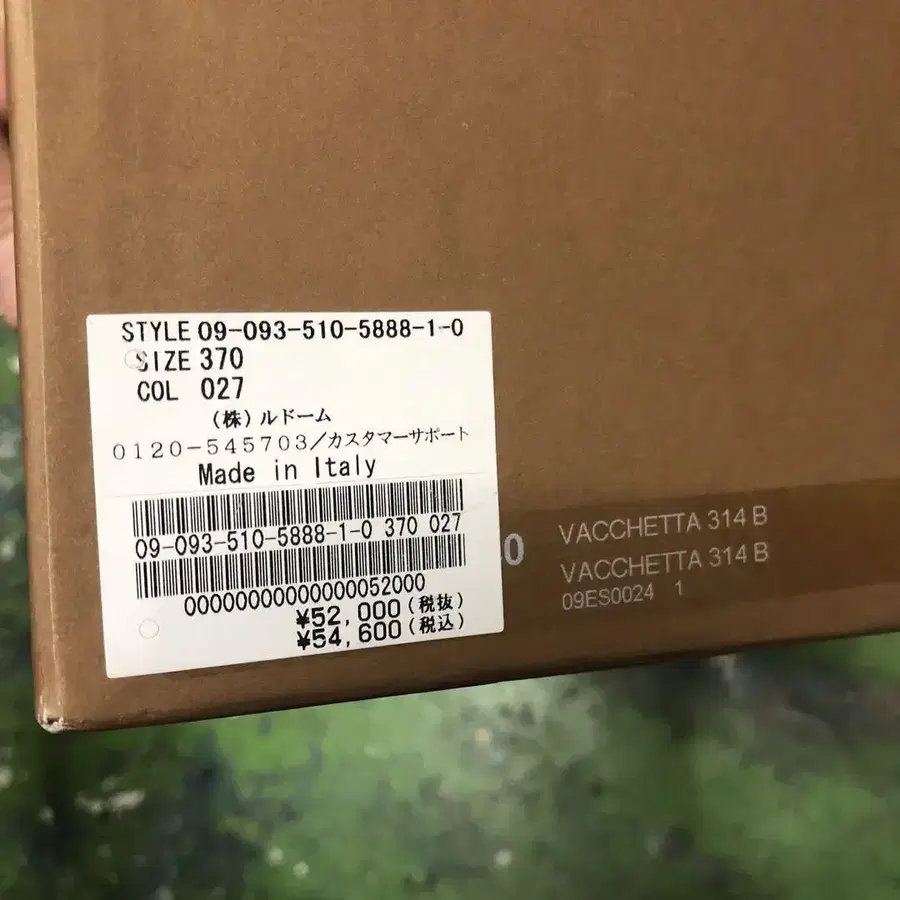 STYLE 09-093-510-5888-1-0
SIZE 370
COL 027
(株)ルドーム
0120-545703/カスタマーサポート
Made in Italy
09-093-510-5888-1-0 370 027
00000000000000052000
¥52,000(税抜)
¥54,600(税込)
0
VACCHETTA 314 B
VACCHETTA 314 B
09ES0024 1